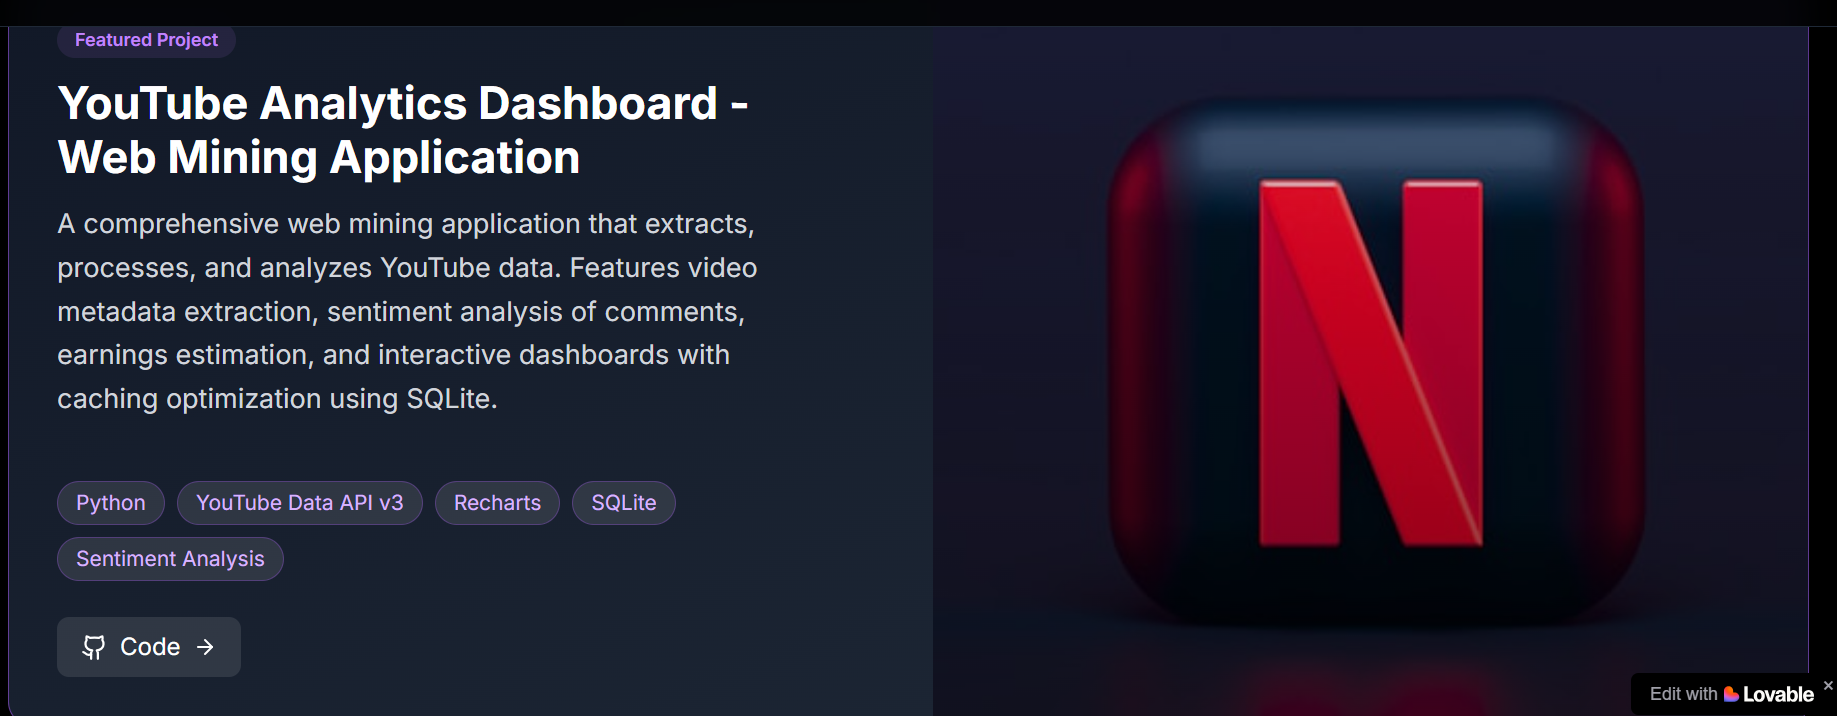 Featured Project
YouTube Analytics Dashboard -
Web Mining Application
A comprehensive web mining application that extracts,
processes, and analyzes YouTube data. Features video
metadata extraction, sentiment analysis of comments,
earnings estimation, and interactive dashboards with
caching optimization using SQLite.
Python
YouTube Data API v3
Recharts
SQLite
Sentiment Analysis
Code →
N
Edit with Lovable ×